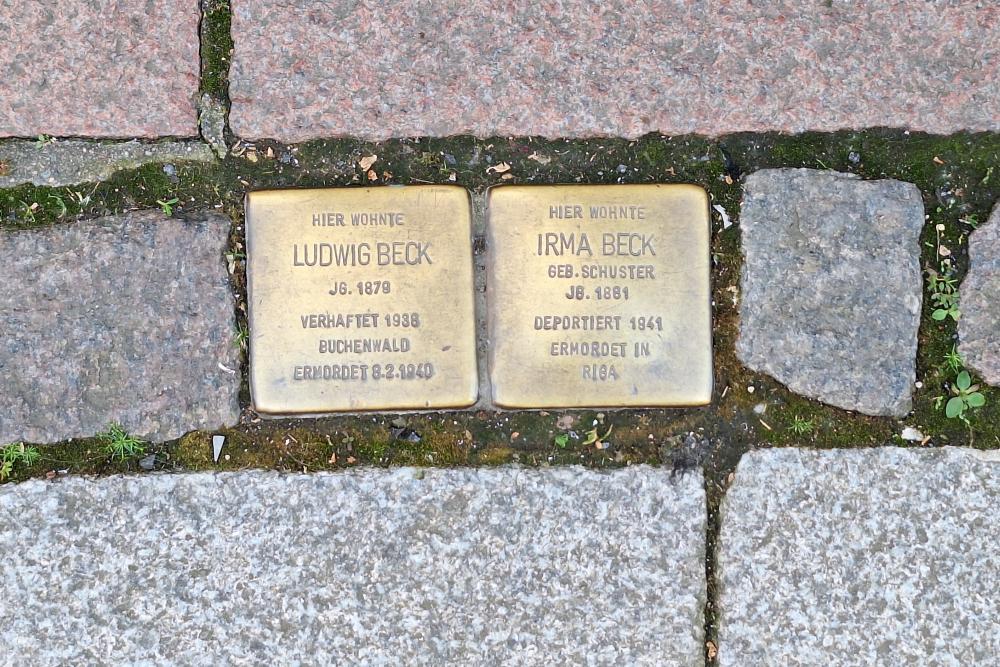 HIER WOHNTE
LUDWIG BECK
JG. 1879
VERHAFTET 1938
BUCHENWALD
ERMORDET 8.2.1940
HIER WOHNTE
IRMA BECK
GEB. SCHUSTER
JG. 1881
DEPORTIERT 1941
ERMORDET IN
RIGA